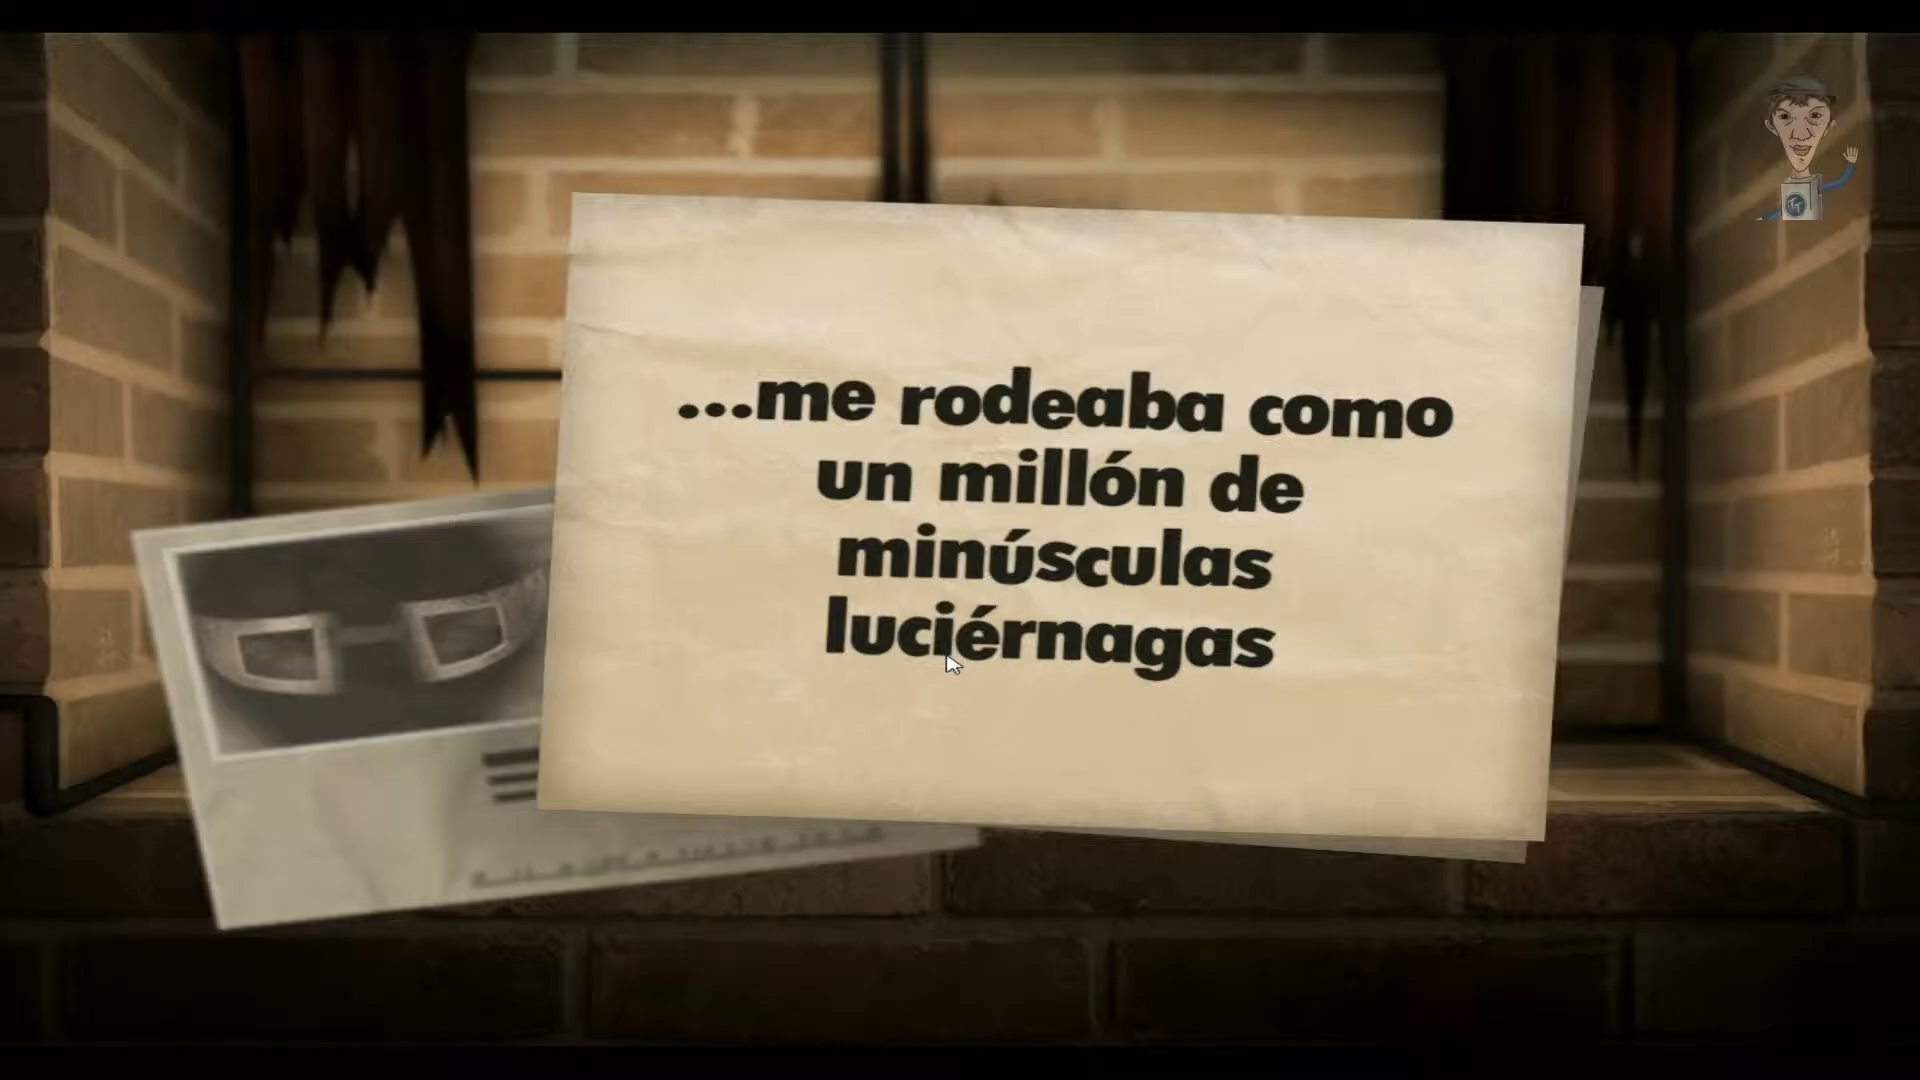 ...me rodeaba como
un millón de
minúsculas
luciérnagas